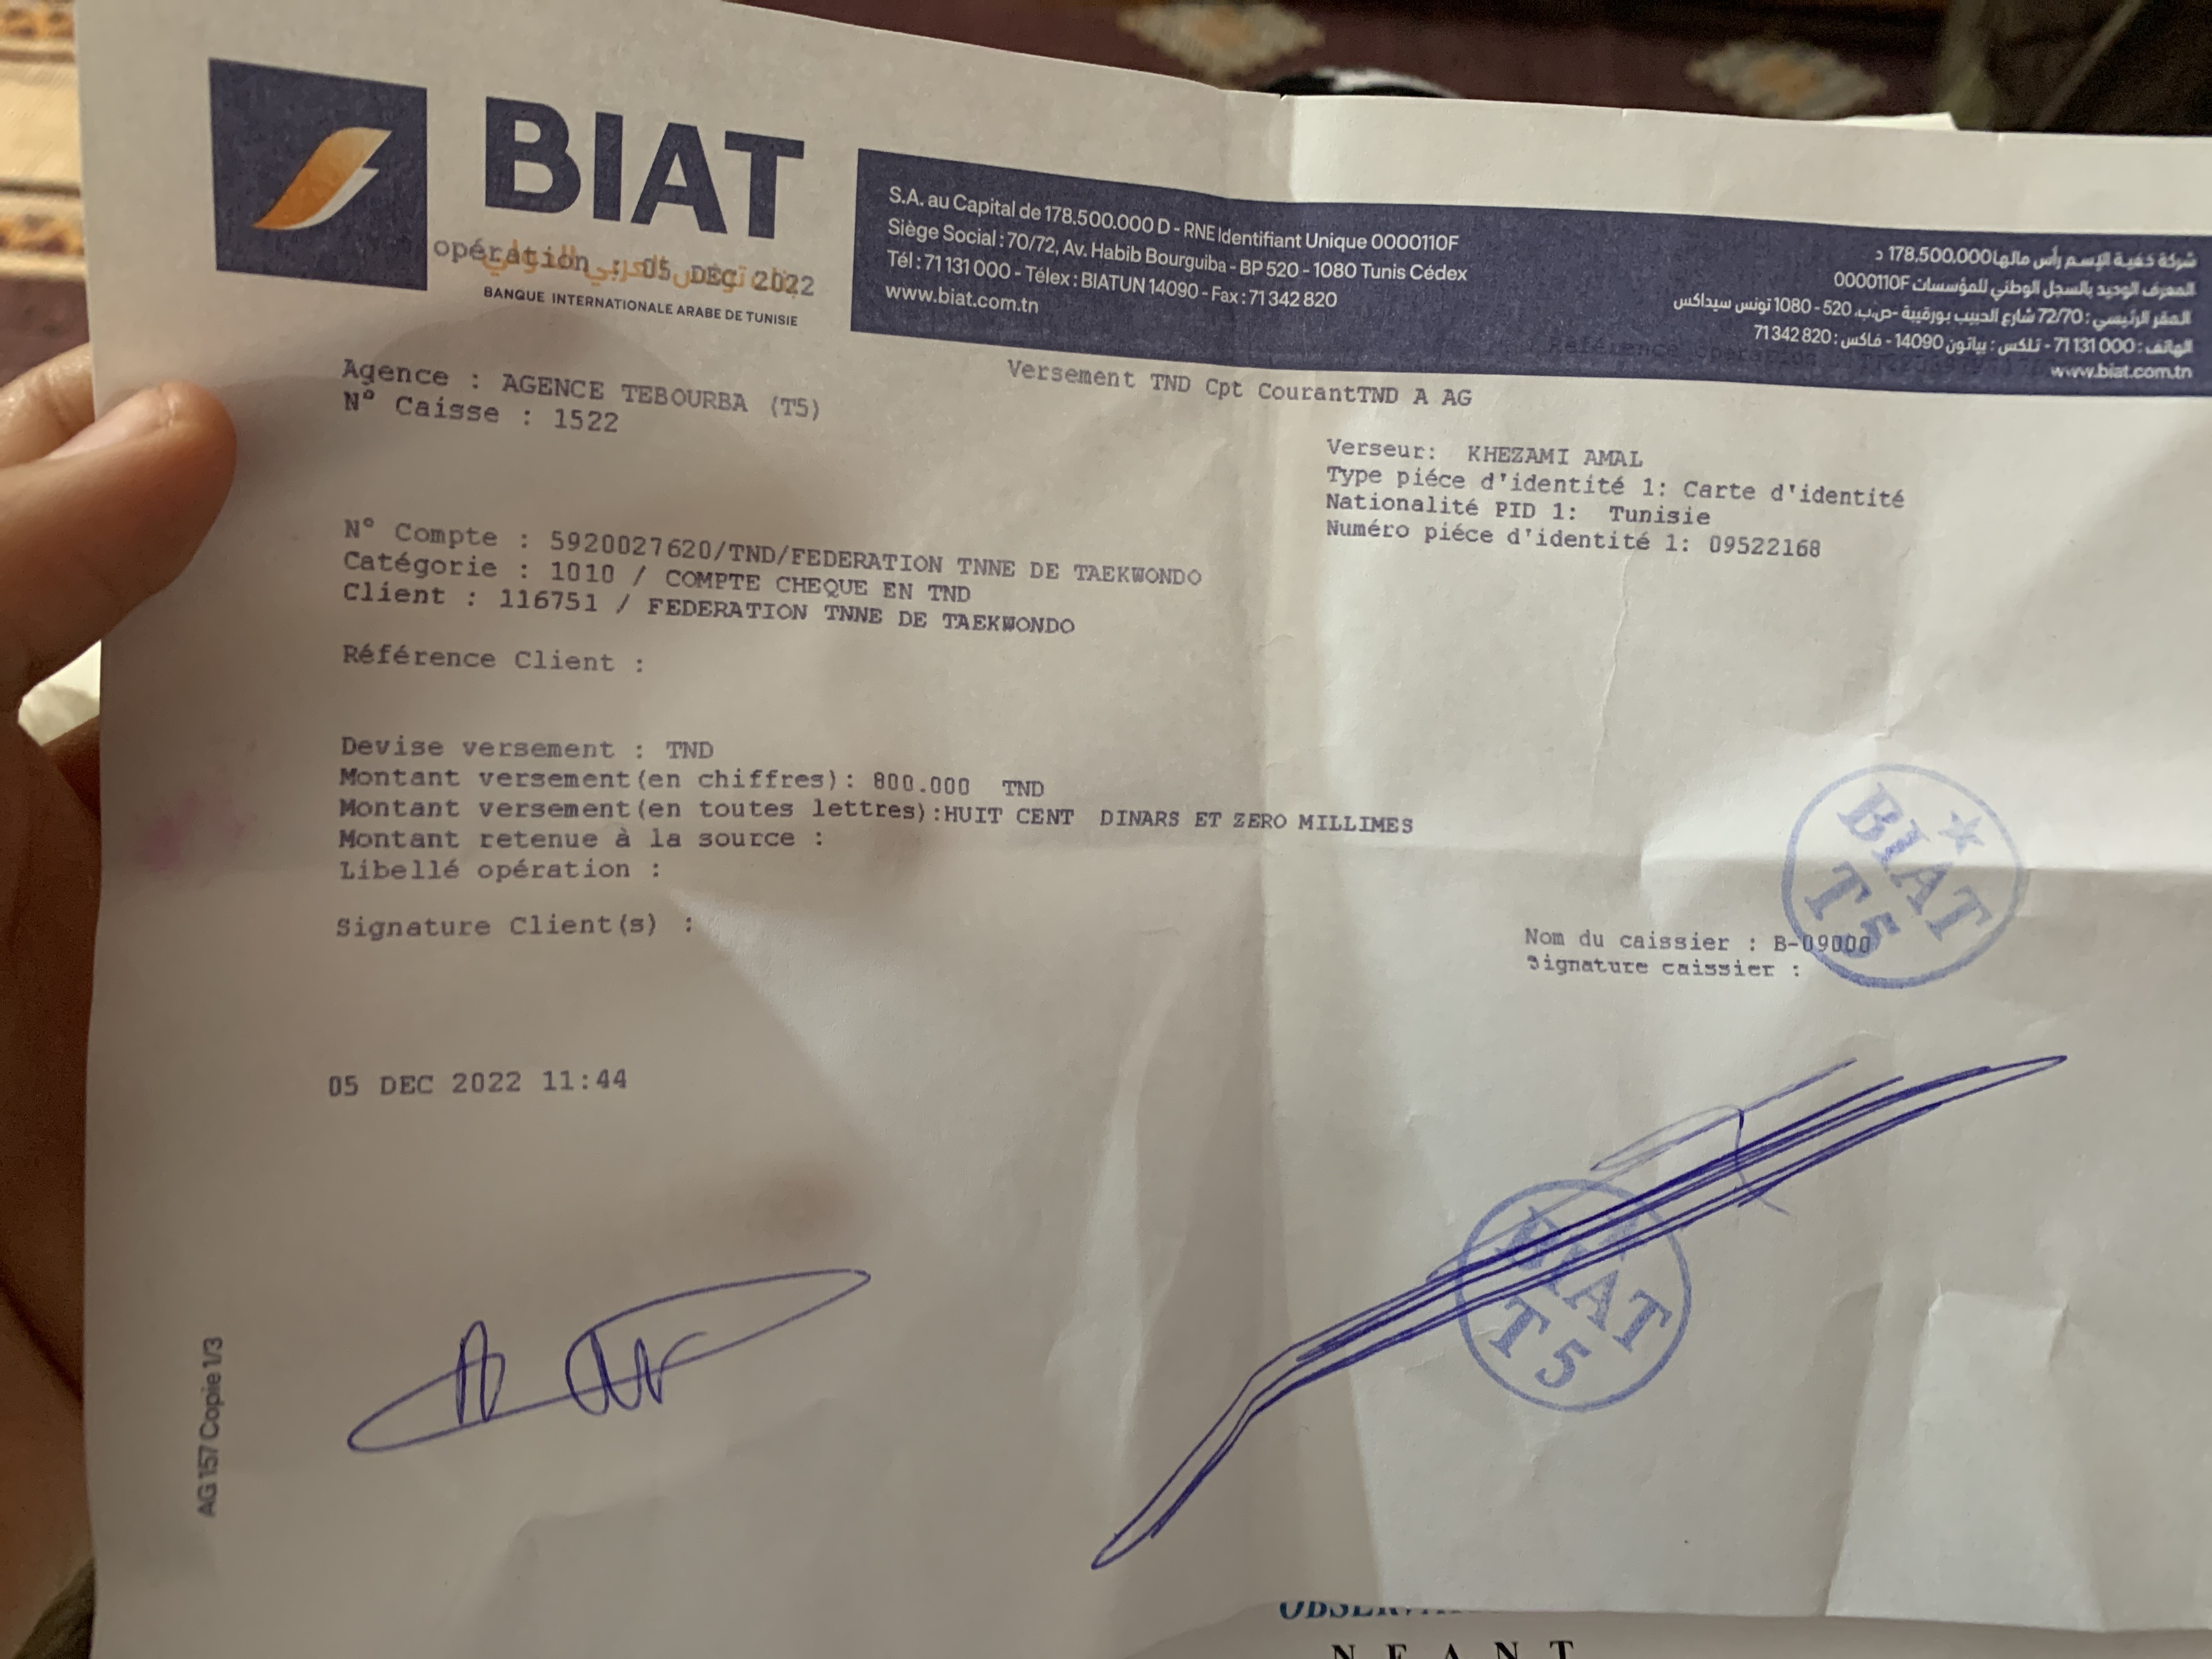 BIAT
opération : 05 DEC 2022
BANQUE INTERNATIONALE ARABE DE TUNISIE
S.A. au Capital de 178.500.000 D - RNE Identifiant Unique 0000110F
Siège Social : 70/72, Av. Habib Bourguiba - BP 520 - 1080 Tunis Cédex
Tél : 71 131 000 - Télex : BIATUN 14090 - Fax : 71 342 820
www.biat.com.tn
شركة خفية الإسم رأس مالها 178.500.000 د
المعرف الوحيد بالسجل الوطني للمؤسسات 0000110F
المقر الرئيسي : 72/70 شارع الحبيب بورقيبة -ص.ب. 520 - 1080 تونس سيداكس
الهاتف : 71 131 000 - تلكس : بياتون 14090 - فاكس : 71 342 820
www.biat.com.tn
Référence opération
Versement TND Cpt CourantTND A AG
Agence : AGENCE TEBOURBA (T5)
N° Caisse : 1522
Verseur: KHEZAMI AMAL
Type piéce d'identité 1: Carte d'identité
Nationalité PID 1: Tunisie
Numéro piéce d'identité 1: 09522168
N° Compte : 5920027620/TND/FEDERATION TNNE DE TAEKWONDO
Catégorie : 1010 / COMPTE CHEQUE EN TND
Client : 116751 / FEDERATION TNNE DE TAEKWONDO
Référence Client :
Devise versement : TND
Montant versement(en chiffres): 800.000 TND
Montant versement(en toutes lettres):HUIT CENT DINARS ET ZERO MILLIMES
Montant retenue à la source :
Libellé opération :
Signature Client(s) :
BIAT
T5
Nom du caissier : B-09000
Signature caissier :
05 DEC 2022 11:44
BIAT
T5
AG 157 Copie 1/3
NEANT